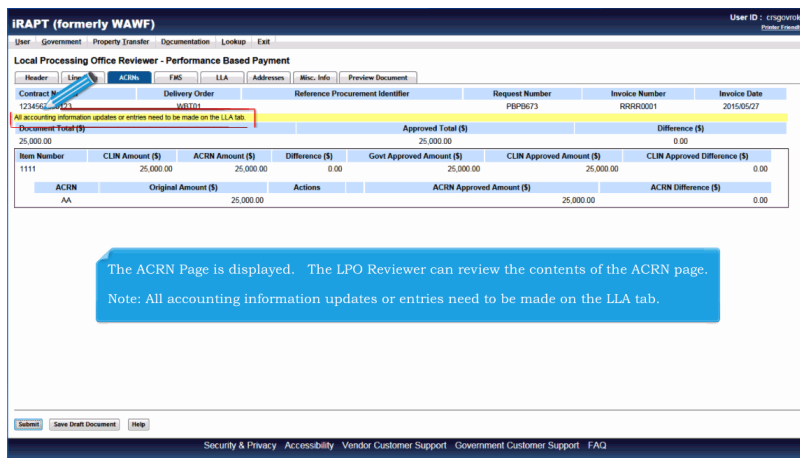 iRAPT (formerly WAWF)
User ID : crsgovrol
Printer Friendl
User Government Property Transfer Documentation Lookup Exit
Local Processing Office Reviewer - Performance Based Payment
Header ACRNs FMS LLA Addresses Misc. Info Preview Document
Contract Delivery Order Reference Procurement Identifier Request Number Invoice Number Invoice Date
WBT01 PBPB673 RRRR0001 2015/05/27
All accounting information updates or entries need to be made on the LLA tab.
Document Total ($) Approved Total ($) Difference ($)
25,000.00 25,000.00 0.00
Item Number CLIN Amount ($) ACRN Amount ($) Difference ($) Govt Approved Amount ($) CLIN Approved Amount ($) CLIN Approved Difference ($)
1111 25,000.00 25,000.00 0.00 25,000.00 25,000.00 0.00
ACRN Original Amount ($) Actions ACRN Approved Amount ($) ACRN Difference ($)
AA 25,000.00 25,000.00 0.00
The ACRN Page is displayed. The LPO Reviewer can review the contents of the ACRN page.
Note: All accounting information updates or entries need to be made on the LLA tab.
Submit Save Draft Document Help
Security & Privacy Accessibility Vendor Customer Support Government Customer Support FAQ